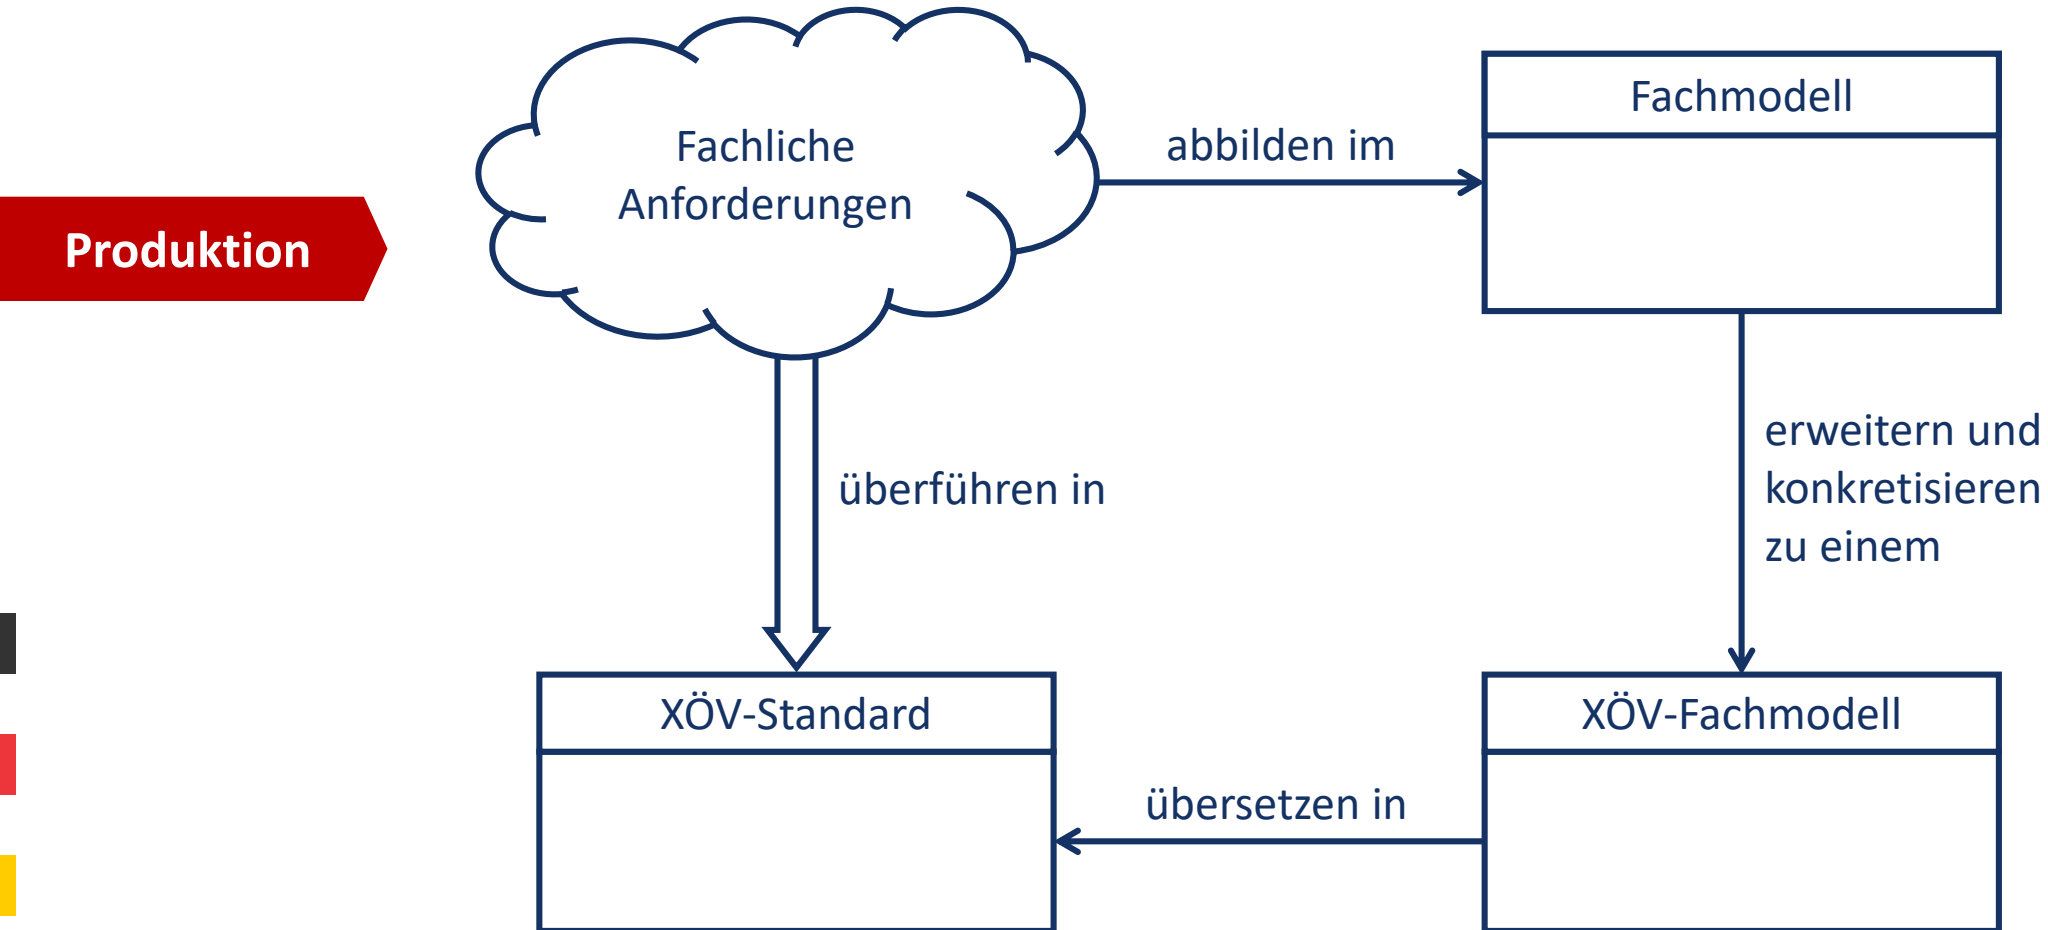 Fachliche
Anforderungen
abbilden im
Fachmodell
Produktion
überführen in
erweitern und
konkretisieren
zu einem
XÖV-Standard
XÖV-Fachmodell
übersetzen in